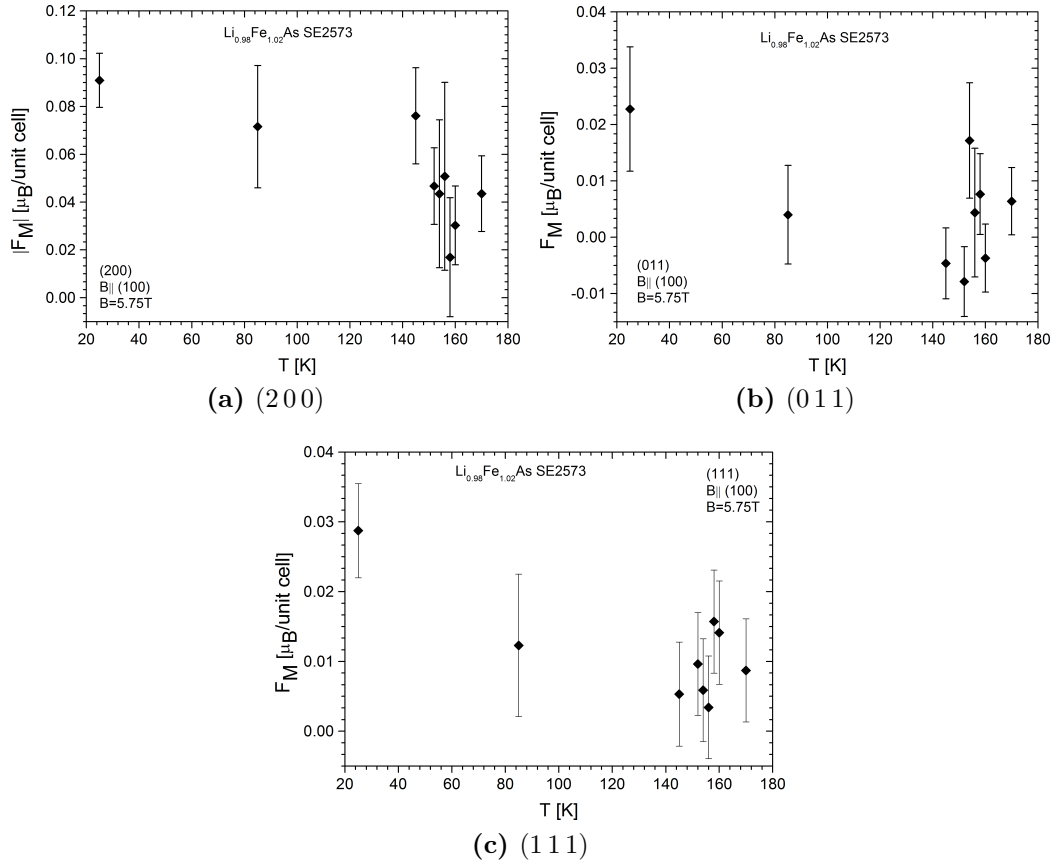 Li0.98Fe1.02As SE2573
|FM| [μB/unit cell]
0.12
0.10
0.08
0.06
0.04
0.02
0.00
(200)
B|| (100)
B=5.75T
20 40 60 80 100 120 140 160 180
T [K]
(a) (2 0 0)
Li0.98Fe1.02As SE2573
FM [μB/unit cell]
0.04
0.03
0.02
0.01
0.00
-0.01
(011)
B|| (100)
B=5.75T
20 40 60 80 100 120 140 160 180
T [K]
(b) (0 1 1)
Li0.98Fe1.02As SE2573
(111)
B|| (100)
B=5.75T
FM [μB/unit cell]
0.04
0.03
0.02
0.01
0.00
20 40 60 80 100 120 140 160 180
T [K]
(c) (1 1 1)